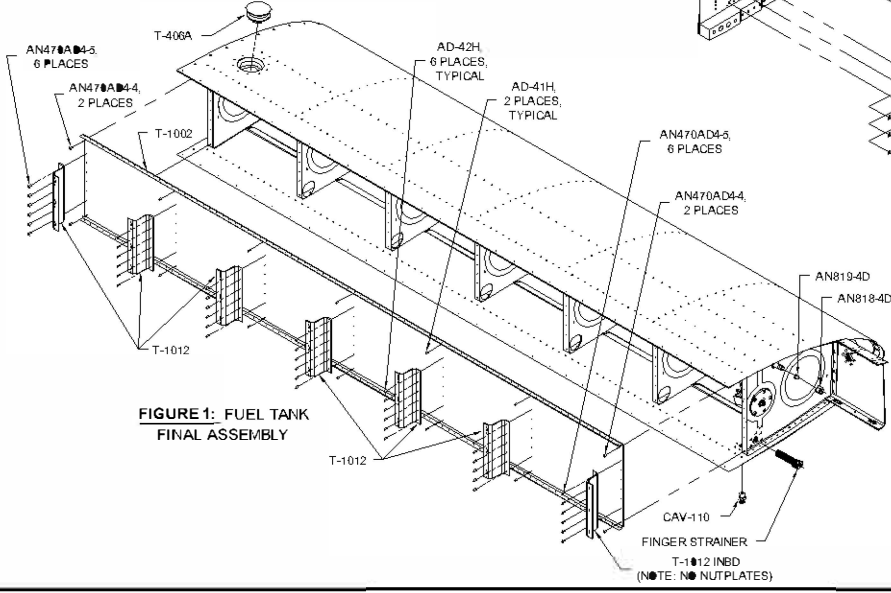 T-406A
AN470AD4-5,
6 PLACES
AN470AD4-4,
2 PLACES
T-1002
AD-42H,
6 PLACES,
TYPICAL
AD-41H,
2 PLACES,
TYPICAL
AN470AD4-5,
6 PLACES
AN470AD4-4,
2 PLACES
AN819-4D
AN818-4D
T-1012
FIGURE 1: FUEL TANK
FINAL ASSEMBLY
T-1012
CAV-110
FINGER STRAINER
T-1012 INBD
(NOTE: NO NUTPLATES)